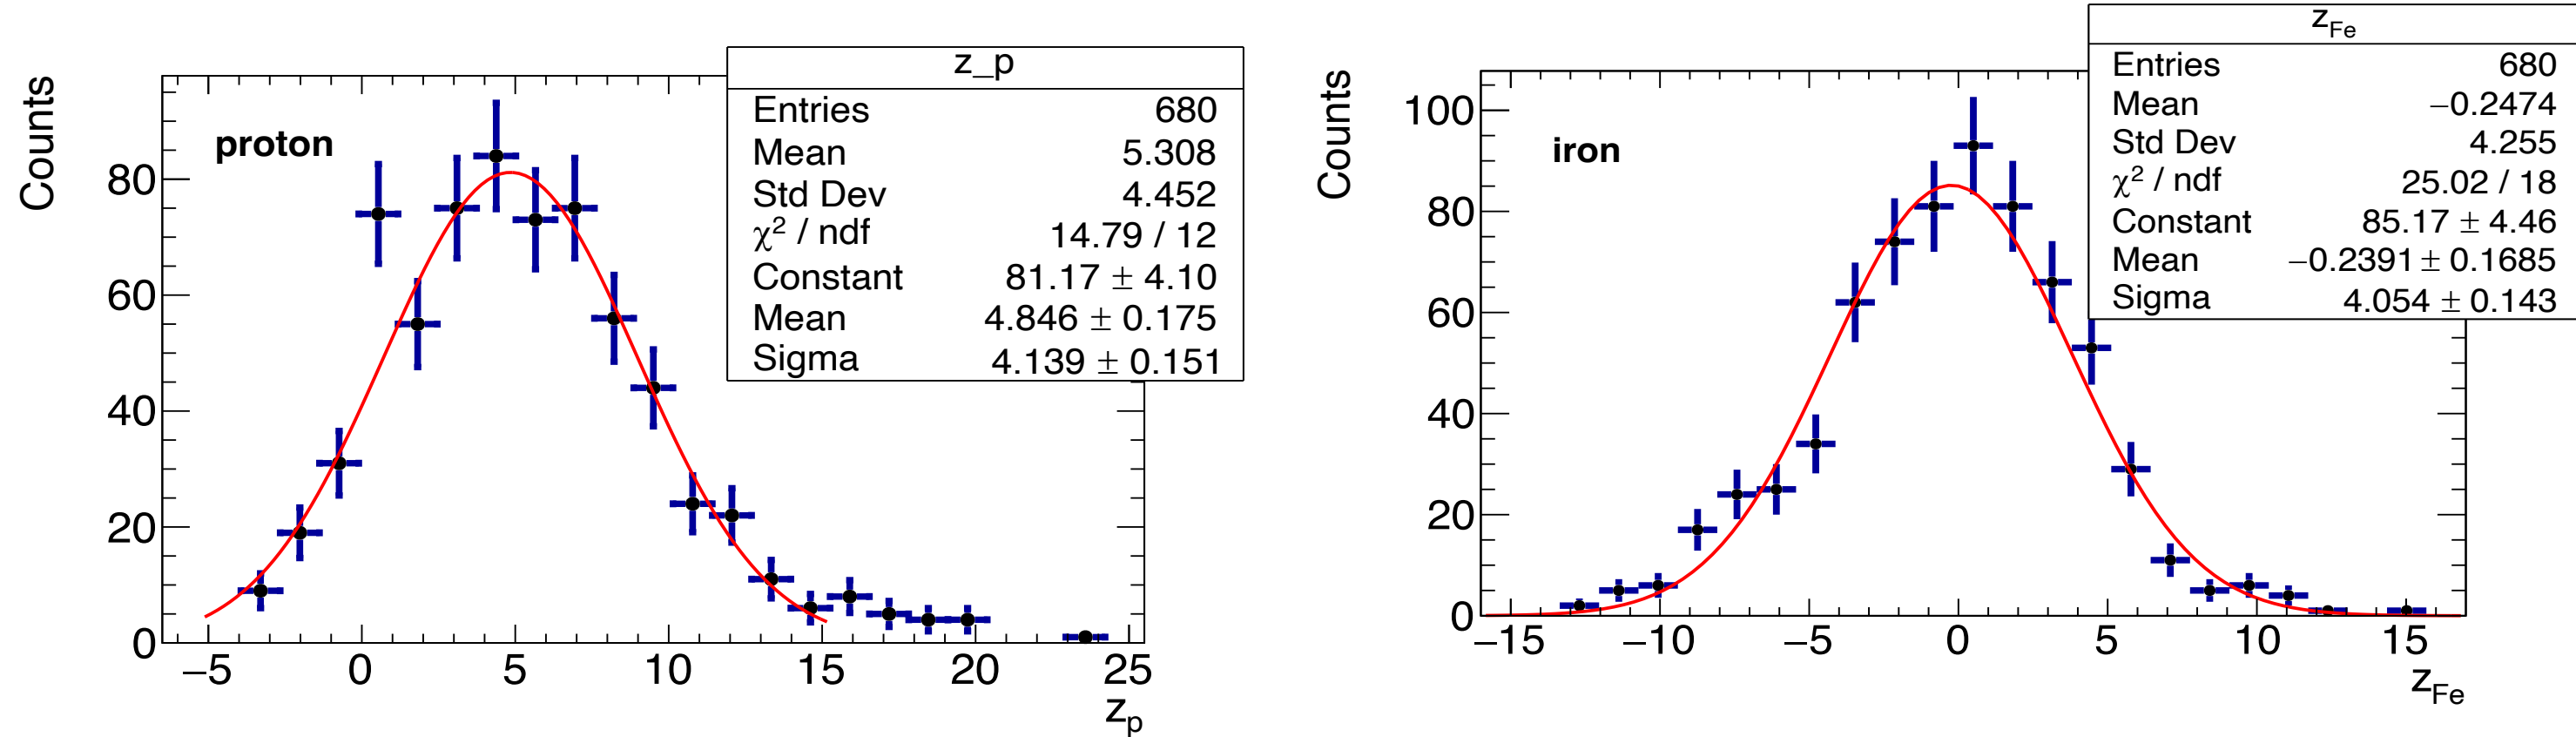 z_p
Entries 680
Mean 5.308
Std Dev 4.452
χ² / ndf 14.79 / 12
Constant 81.17 ± 4.10
Mean 4.846 ± 0.175
Sigma 4.139 ± 0.151
proton
Counts
80
60
40
20
0
−5 0 5 10 15 20 25
z_p
z_Fe
Entries 680
Mean −0.2474
Std Dev 4.255
χ² / ndf 25.02 / 18
Constant 85.17 ± 4.46
Mean −0.2391 ± 0.1685
Sigma 4.054 ± 0.143
iron
Counts
100
80
60
40
20
0
−15 −10 −5 0 5 10 15
z_Fe